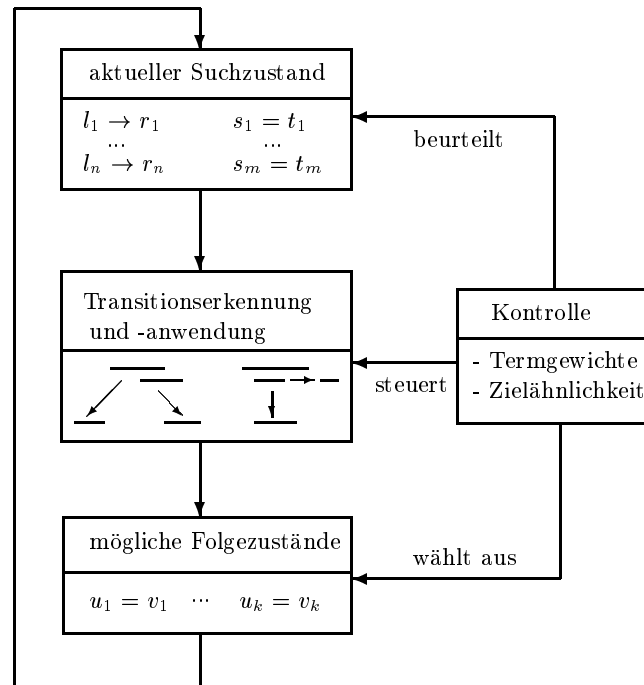 aktueller Suchzustand
l₁ → r₁ s₁ = t₁
... ...
lₙ → rₙ sₘ = tₘ
beurteilt
Transitionserkennung
und -anwendung
steuert
Kontrolle
- Termgewichte
- Zielähnlichkeit
mögliche Folgezustände
wählt aus
u₁ = v₁ ... uₖ = vₖ